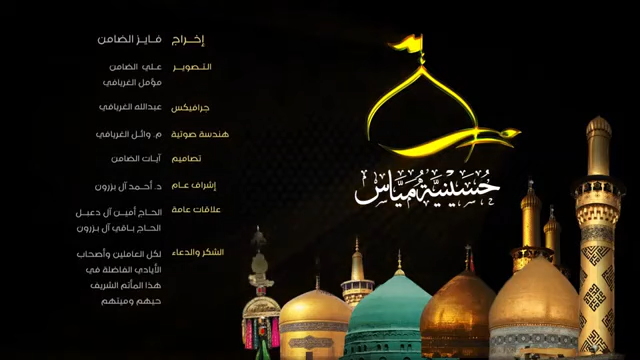 إخراج فايز الضامن
التصوير علي الضامن
مؤمل الغريافي
جرافيكس عبدالله الغريافي
هندسة صوتية م. وائل الغريافي
تصاميم آيات الضامن
إشراف عام د. أحمد آل بزرون
علاقات عامة الحاج أمين آل دعبل
الحاج باقي آل بزرون
الشكر والدعاء لكل العاملين وأصحاب
الأيادي الفاضلة في
هذا المأتم الشريف
حيهم وميتهم
حسينية مياس